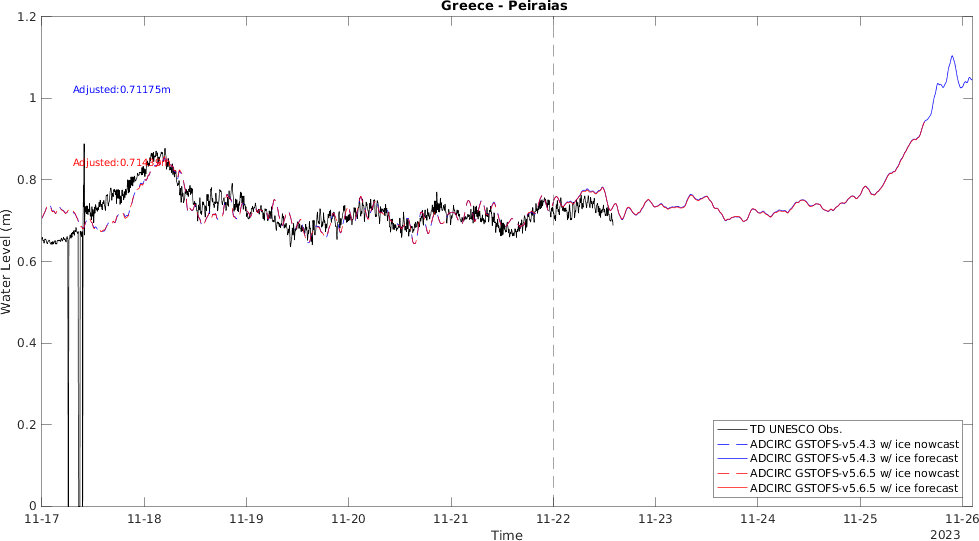 Greece - Peiraias
1.2
1
0.8
0.6
0.4
0.2
0
Water Level (m)
Adjusted:0.71175m
TD UNESCO Obs.
ADCIRC GSTOFS-v5.4.3 w/ ice nowcast
ADCIRC GSTOFS-v5.4.3 w/ ice forecast
ADCIRC GSTOFS-v5.6.5 w/ ice nowcast
ADCIRC GSTOFS-v5.6.5 w/ ice forecast
11-17 11-18 11-19 11-20 11-21 11-22 11-23 11-24 11-25 11-26
Time
2023